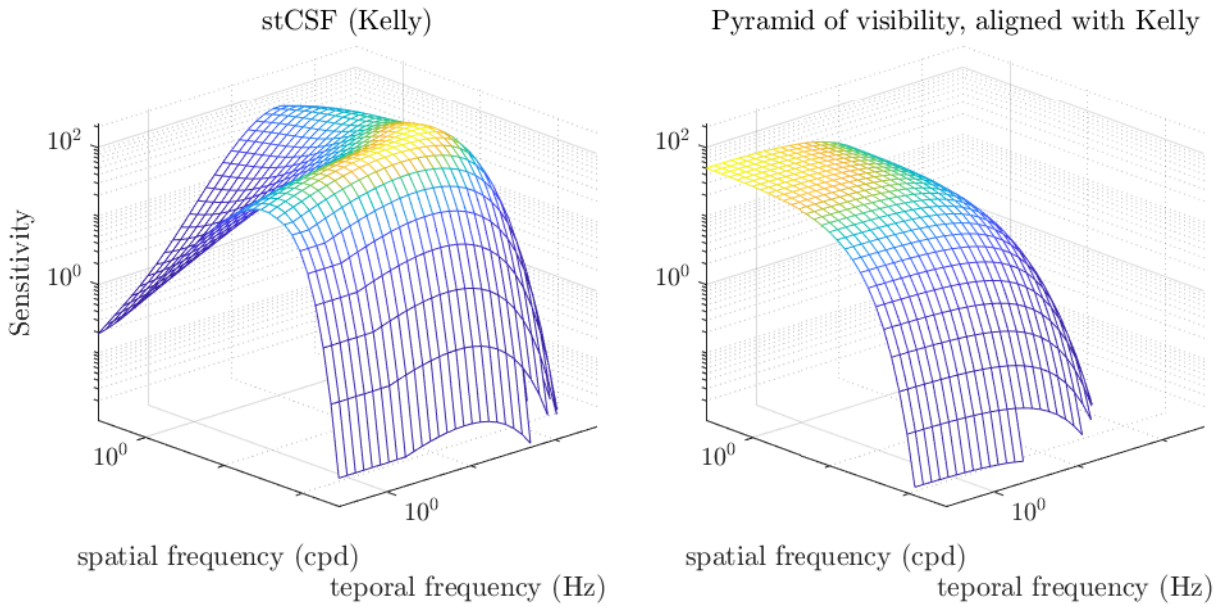 stCSF (Kelly)
Pyramid of visibility, aligned with Kelly
Sensitivity
10²
10⁰
10⁰
10⁰
spatial frequency (cpd)
teporal frequency (Hz)
10²
10⁰
10⁰
10⁰
spatial frequency (cpd)
teporal frequency (Hz)